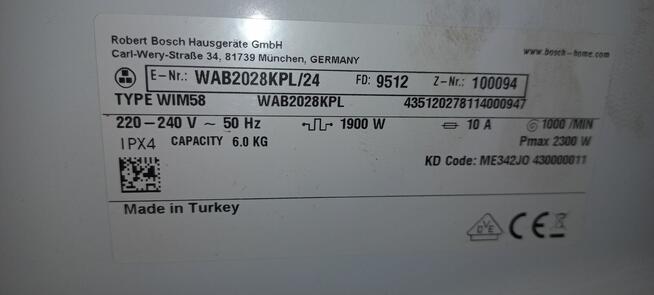 Robert Bosch Hausgeräte GmbH
Carl-Wery-Straße 34, 81739 München, GERMANY
www.bosch-home.com
E-Nr.: WAB2028KPL/24 FD: 9512 Z-Nr.: 100094
TYPE WIM58 WAB2028KPL 435120278114000947
220-240 V ~ 50 Hz 1900 W 10 A 1000 /MIN
IPX4 CAPACITY 6.0 KG Pmax 2300 W
KD Code: ME342JO 430000011
Made in Turkey
DVE CE